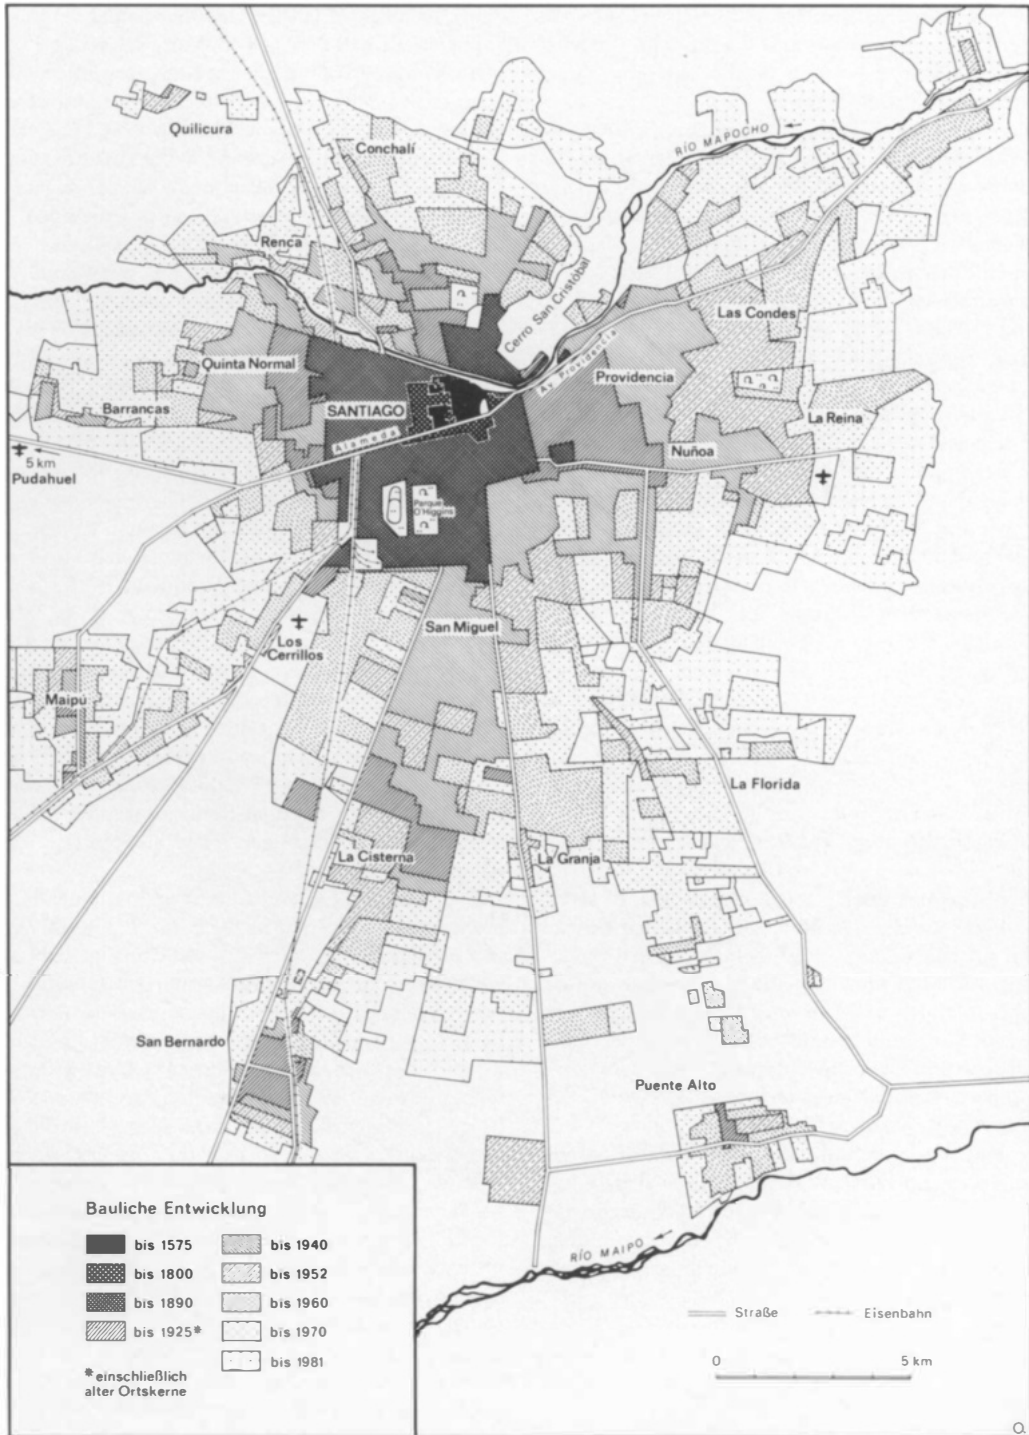 Quilicura
Conchalí
RÍO MAPOCHO
Renca
Cerro San Cristóbal
Las Condes
Av. Providentia
Quinta Normal
Providencia
Barrancas
SANTIAGO
La Reina
Alameda
Nuñoa
5 km
Pudahuel
Parque
O'Higgins
San Miguel
Los
Cerrillos
Maipú
La Florida
La Cisterna
La Granja
San Bernardo
Puente Alto
RÍO MAIPO
Bauliche Entwicklung
bis 1575
bis 1800
bis 1890
bis 1925*
* einschließlich
alter Ortskerne
bis 1940
bis 1952
bis 1960
bis 1970
bis 1981
Straße
Eisenbahn
0 5 km